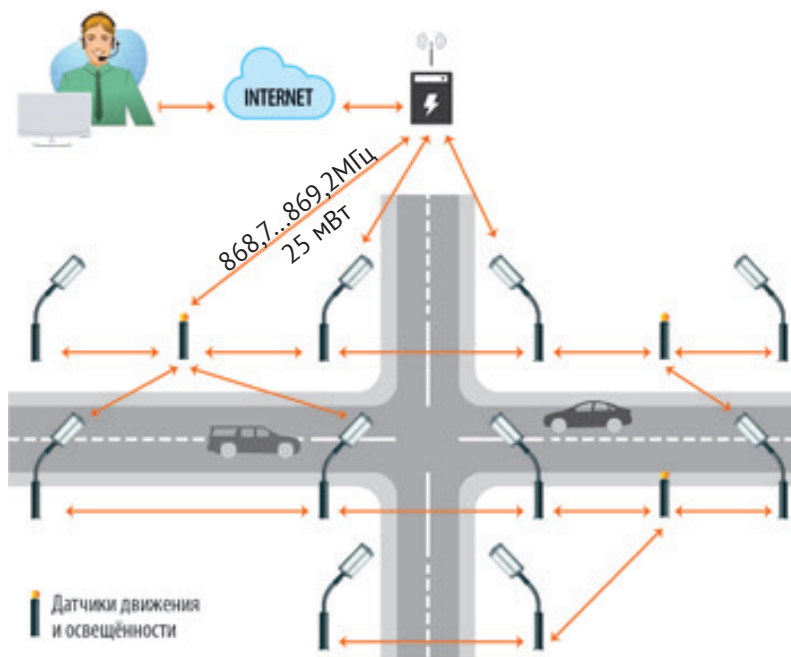 INTERNET
868,7...869,2МГц
25 мВт
Датчики движения
и освещённости